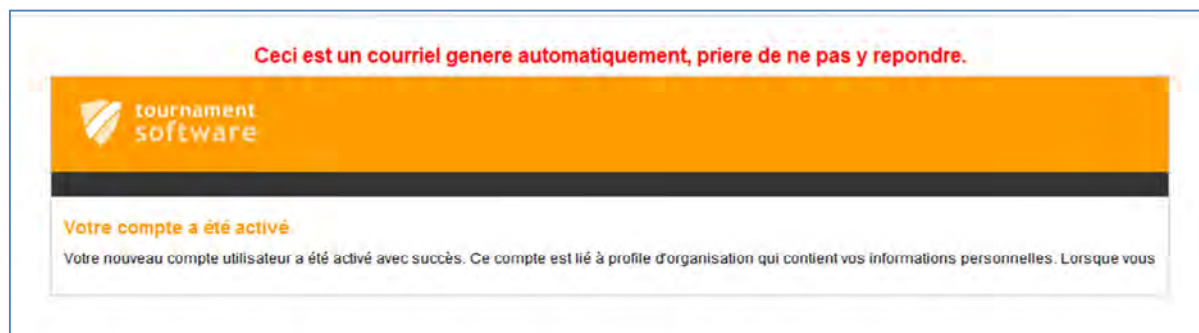 Ceci est un courriel genere automatiquement, priere de ne pas y repondre.
tournament
software
Votre compte a été activé
Votre nouveau compte utilisateur a été activé avec succès. Ce compte est lié à profile d'organisation qui contient vos informations personnelles. Lorsque vous